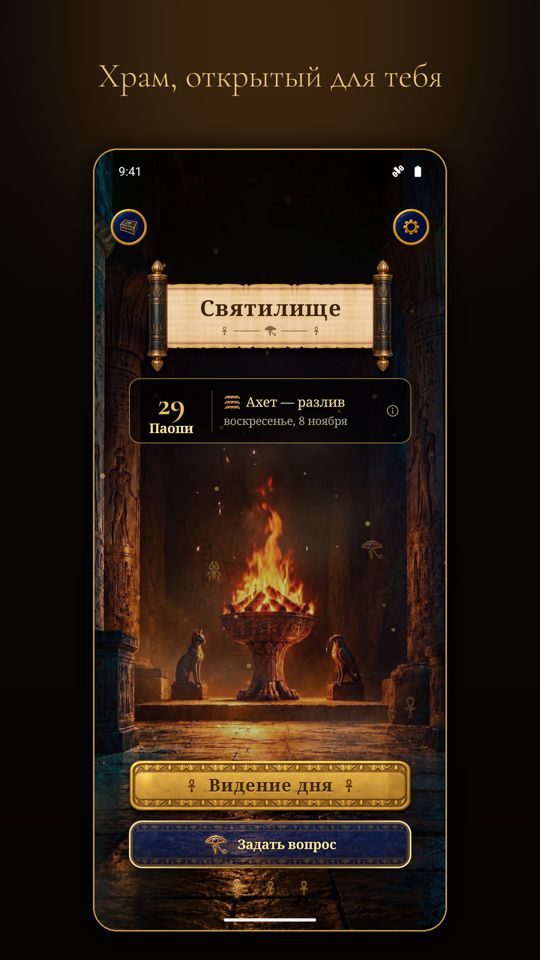 Храм, открытый для тебя
9:41
Святилище
29
Паопи
Ахет — разлив
воскресенье, 8 ноября
Видение дня
Задать вопрос